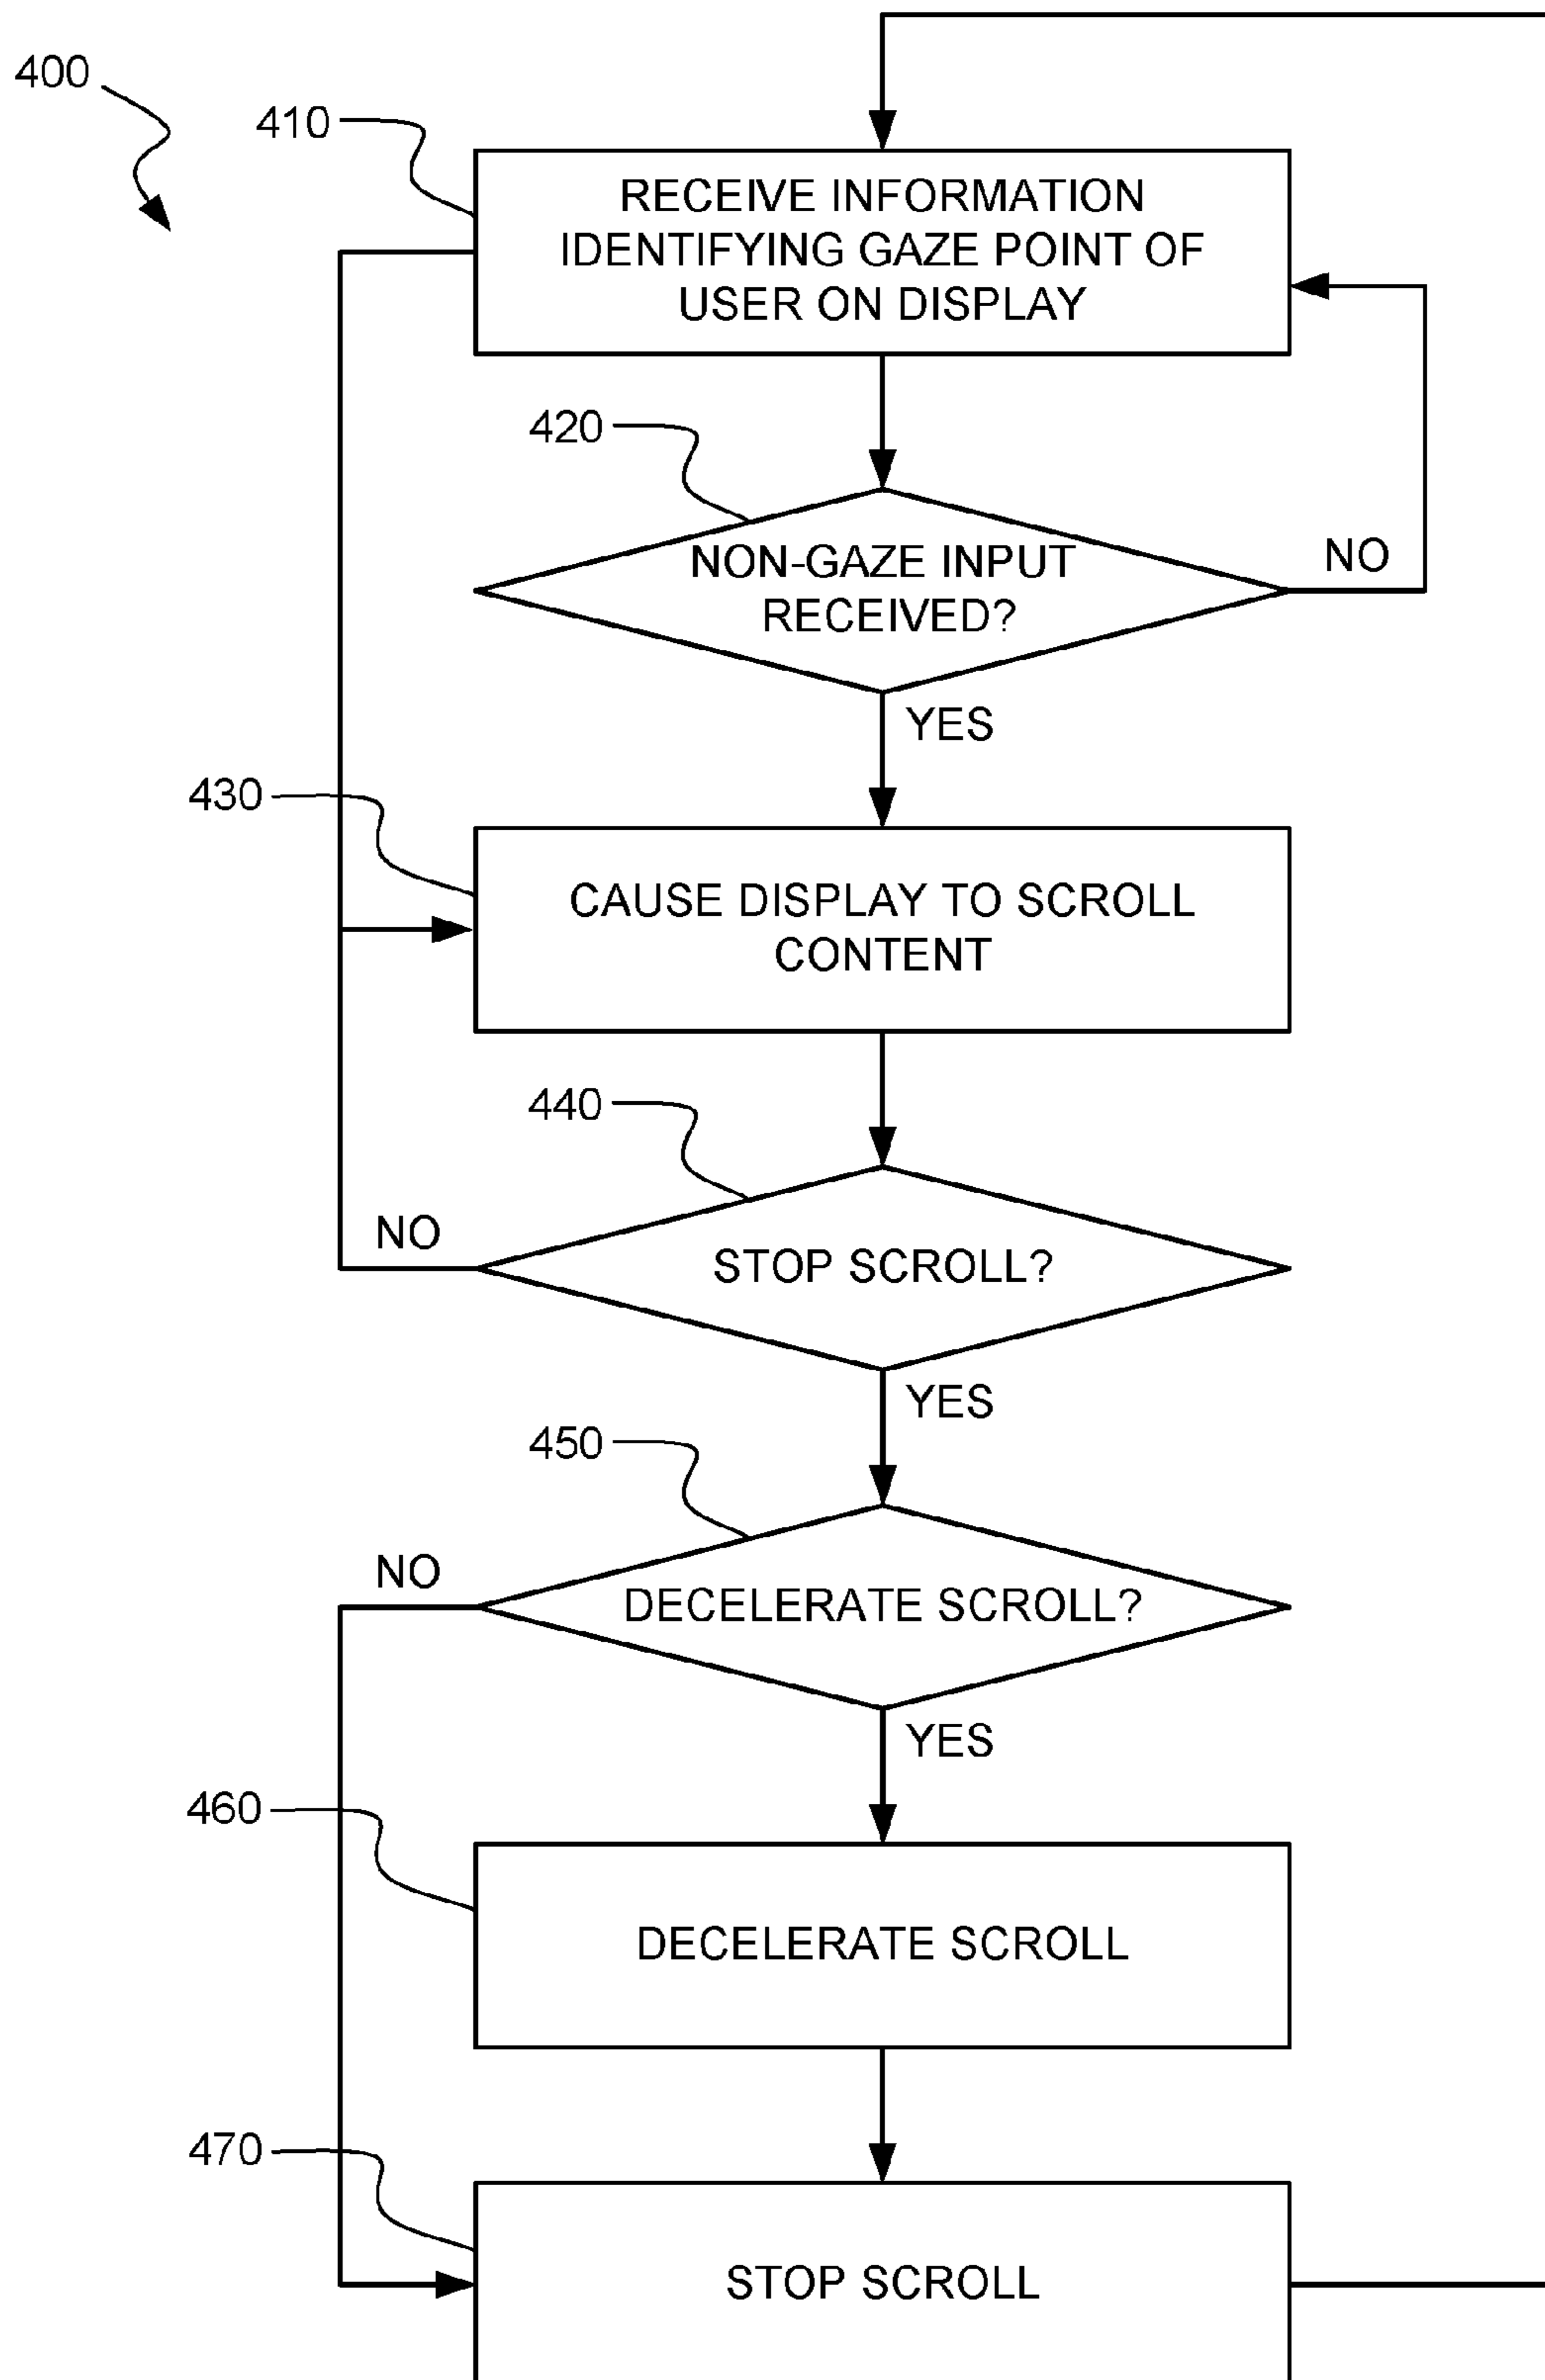 400
410
RECEIVE INFORMATION
IDENTIFYING GAZE POINT OF
USER ON DISPLAY
420
NON-GAZE INPUT
RECEIVED?
NO
YES
430
CAUSE DISPLAY TO SCROLL
CONTENT
440
NO
STOP SCROLL?
YES
450
NO
DECELERATE SCROLL?
YES
460
DECELERATE SCROLL
470
STOP SCROLL